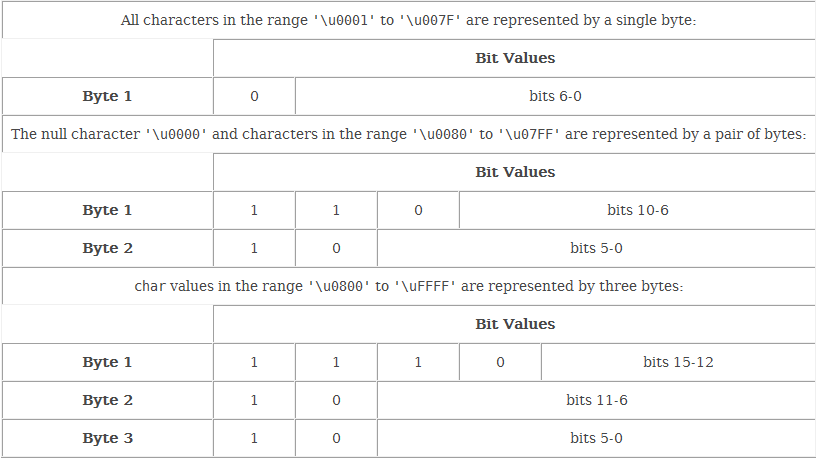 All characters in the range '\u0001' to '\u007F' are represented by a single byte:
Bit Values
Byte 1 0 bits 6-0
The null character '\u0000' and characters in the range '\u0080' to '\u07FF' are represented by a pair of bytes:
Bit Values
Byte 1 1 1 0 bits 10-6
Byte 2 1 0 bits 5-0
char values in the range '\u0800' to '\uFFFF' are represented by three bytes:
Bit Values
Byte 1 1 1 1 0 bits 15-12
Byte 2 1 0 bits 11-6
Byte 3 1 0 bits 5-0